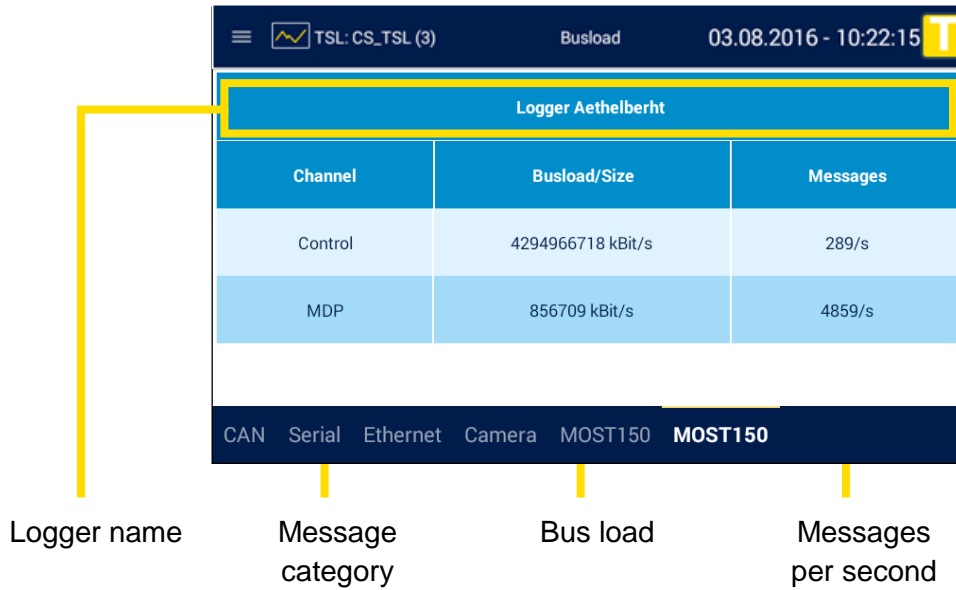 TSL: CS_TSL (3) Busload 03.08.2016 - 10:22:15 T
Logger Aethelberht
Channel Busload/Size Messages
Control 4294966718 kBit/s 289/s
MDP 856709 kBit/s 4859/s
CAN Serial Ethernet Camera MOST150 MOST150
Logger name Message Bus load Messages
category per second